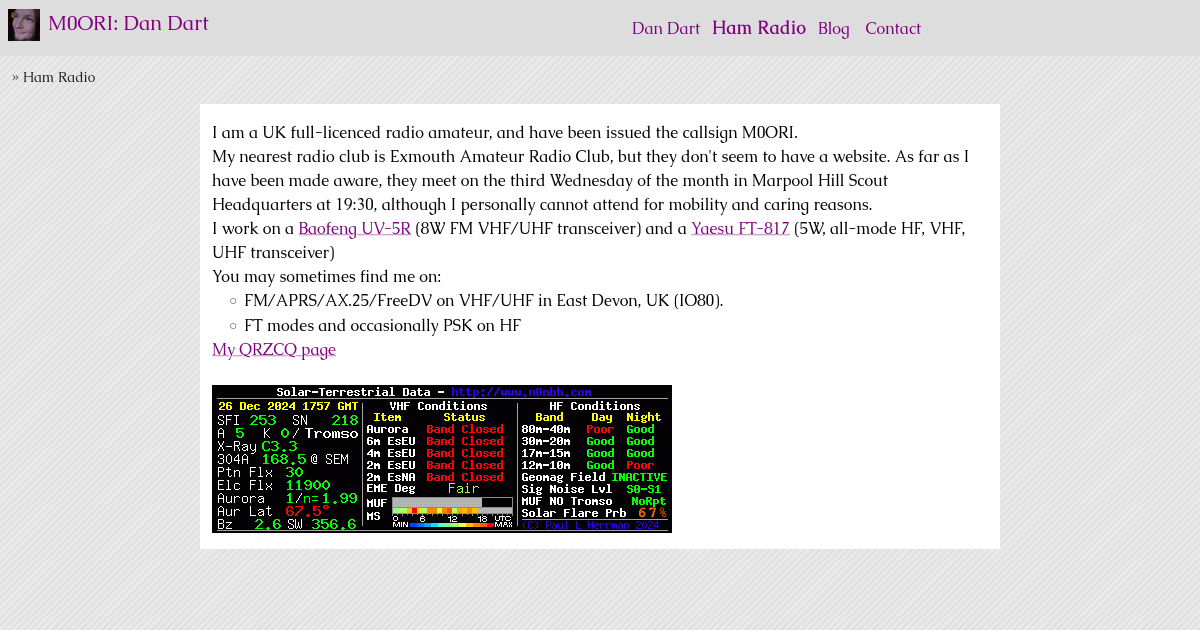 M0ORI: Dan Dart
Dan Dart Ham Radio Blog Contact
» Ham Radio
I am a UK full-licenced radio amateur, and have been issued the callsign M0ORI.
My nearest radio club is Exmouth Amateur Radio Club, but they don't seem to have a website. As far as I
have been made aware, they meet on the third Wednesday of the month in Marpool Hill Scout
Headquarters at 19:30, although I personally cannot attend for mobility and caring reasons.
I work on a Baofeng UV-5R (8W FM VHF/UHF transceiver) and a Yaesu FT-817 (5W, all-mode HF, VHF,
UHF transceiver)
You may sometimes find me on:
FM/APRS/AX.25/FreeDV on VHF/UHF in East Devon, UK (IO80).
FT modes and occasionally PSK on HF
My QRZCQ page
Solar-Terrestrial Data - http://www.n0nbh.com
26 Dec 2024 1757 GMT
SFI 253 SN 218
A 5 K 0/Tromso
X-Ray C3.3
304A 168.5 @ SEM
Ptn Flx 30
Elc Flx 11900
Aurora 1/n=1.99
Aur Lat 67.5°
Bz 2.6 SW 356.6
VHF Conditions
Item Status
Aurora Band Closed
6m EsEU Band Closed
4m EsEU Band Closed
2m EsEU Band Closed
2m EsNA Band Closed
EME Deg Fair
MUF
MS
0 6 12 18 UTC
MIN MAX
HF Conditions
Band Day Night
80m-40m Poor Good
30m-20m Good Good
17m-15m Good Good
12m-10m Good Poor
Geomag Field INACTIVE
Sig Noise Lvl S0-S1
MUF NO Tromso NoRpt
Solar Flare Prb 67%
(C) Paul L Herrman 2024